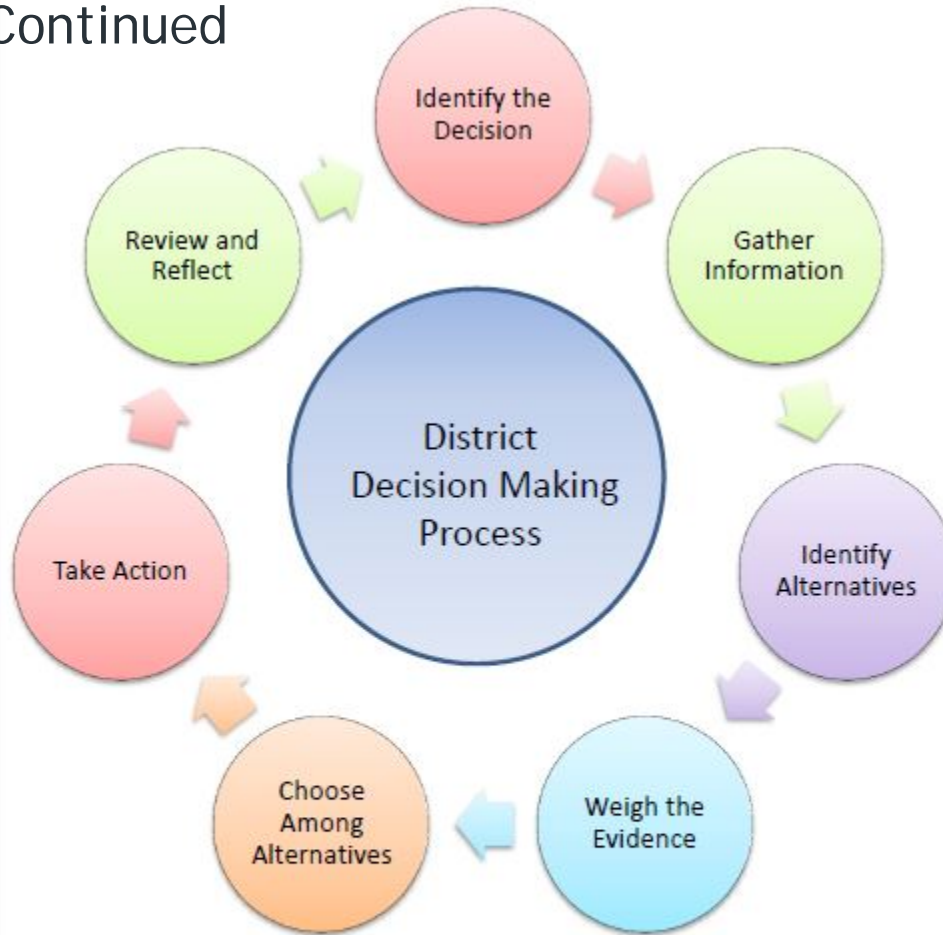 Continued
Identify the
Decision
Gather
Information
Identify
Alternatives
Weigh the
Evidence
Choose
Among
Alternatives
Take Action
Review and
Reflect
District
Decision Making
Process